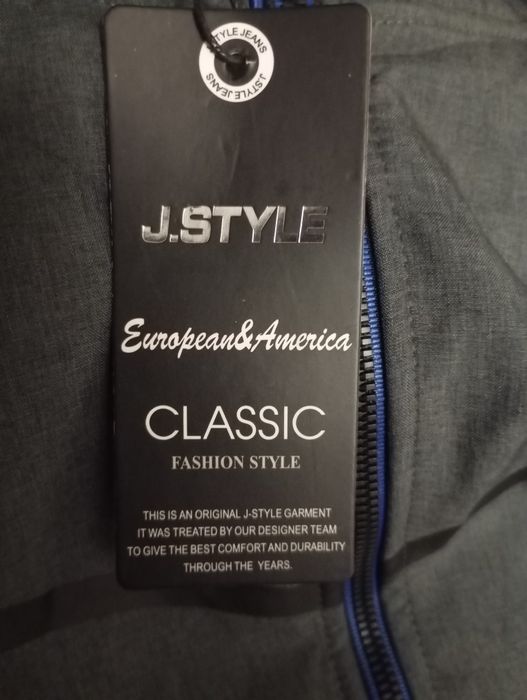 STYLE JEANS
J.STYLE JEANS
J.STYLE
European&America
CLASSIC
FASHION STYLE
THIS IS AN ORIGINAL J-STYLE GARMENT
IT WAS TREATED BY OUR DESIGNER TEAM
TO GIVE THE BEST COMFORT AND DURABILITY
THROUGH THE YEARS.